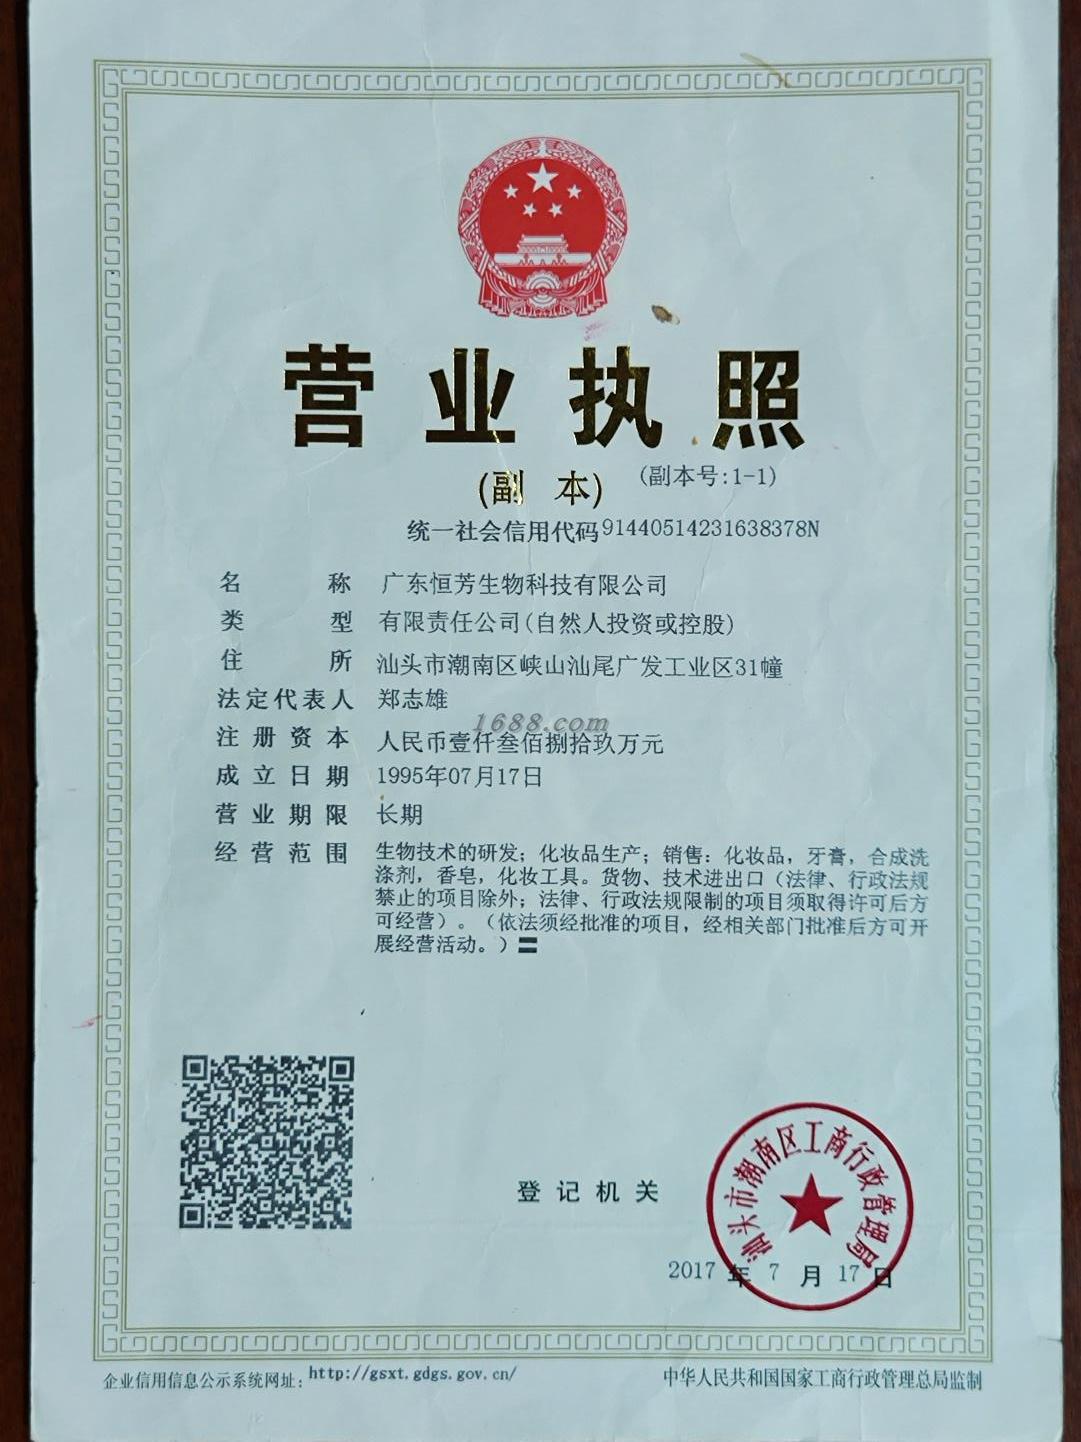 营业执照
(副 本) (副本号:1-1)
统一社会信用代码91440514231638378N
名 称 广东恒芳生物科技有限公司
类 型 有限责任公司(自然人投资或控股)
住 所 汕头市潮南区峡山汕尾广发工业区31幢
法定代表人 郑志雄
1688.com
注册资本 人民币壹仟叁佰捌拾玖万元
成立日期 1995年07月17日
营业期限 长期
经营范围 生物技术的研发；化妆品生产；销售：化妆品，牙膏，合成洗
涤剂，香皂，化妆工具。货物、技术进出口（法律、行政法规
禁止的项目除外；法律、行政法规限制的项目须取得许可后方
可经营）。（依法须经批准的项目，经相关部门批准后方可开
展经营活动。）〓
登记机关
汕头市潮南区工商行政管理局
2017 年 7 月 17 日
企业信用信息公示系统网址: http://gsxt.gdgs.gov.cn/
中华人民共和国国家工商行政管理总局监制